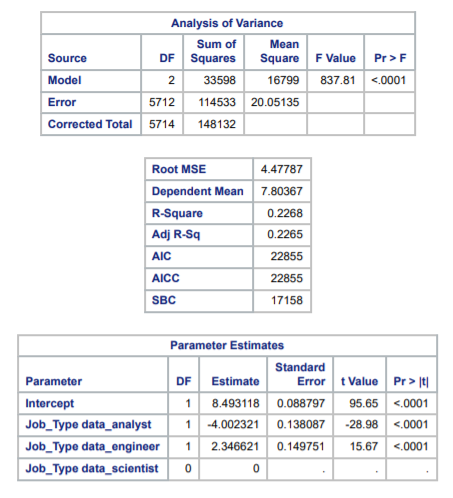 Analysis of Variance
Source DF Sum of Squares Mean Square F Value Pr > F
Model 2 33598 16799 837.81 <.0001
Error 5712 114533 20.05135
Corrected Total 5714 148132
Root MSE 4.47787
Dependent Mean 7.80367
R-Square 0.2268
Adj R-Sq 0.2265
AIC 22855
AICC 22855
SBC 17158
Parameter Estimates
Parameter DF Estimate Standard Error t Value Pr > |t|
Intercept 1 8.493118 0.088797 95.65 <.0001
Job_Type data_analyst 1 -4.002321 0.138087 -28.98 <.0001
Job_Type data_engineer 1 2.346621 0.149751 15.67 <.0001
Job_Type data_scientist 0 0 . . .